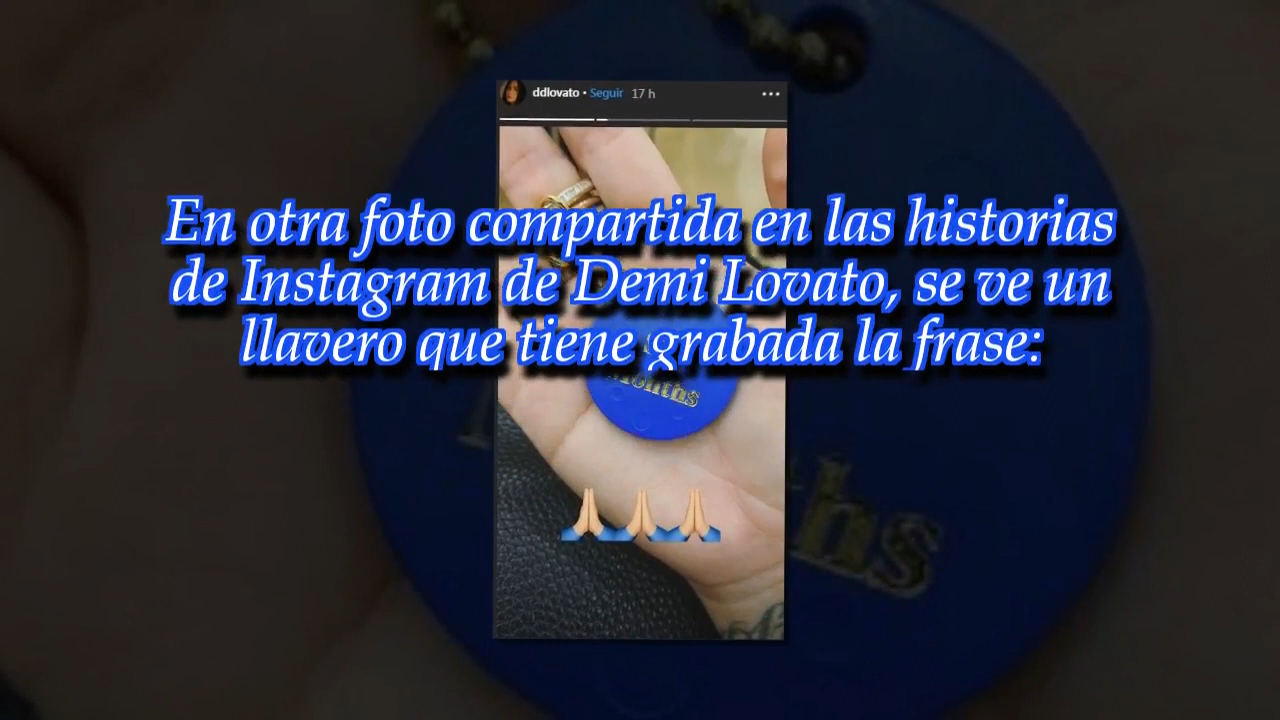 ddlovato • Seguir 17 h
En otra foto compartida en las historias
de Instagram de Demi Lovato, se ve un
llavero que tiene grabada la frase: